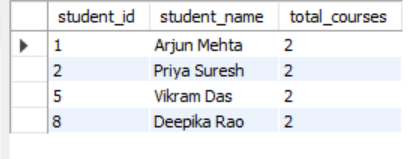 student_id student_name total_courses
1 Arjun Mehta 2
2 Priya Suresh 2
5 Vikram Das 2
8 Deepika Rao 2